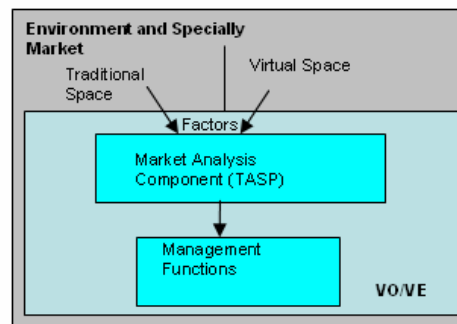 Environment and Specially
Market
Traditional
Space
Virtual Space
Factors
Market Analysis
Component (TASP)
Management
Functions
VO/VE